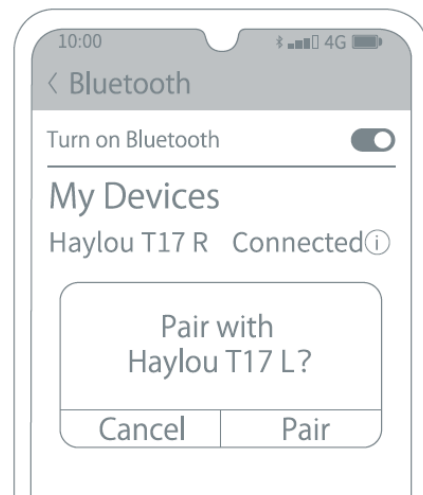 10:00 4G
Bluetooth
Turn on Bluetooth
My Devices
Haylou T17 R Connected
Pair with
Haylou T17 L?
Cancel Pair